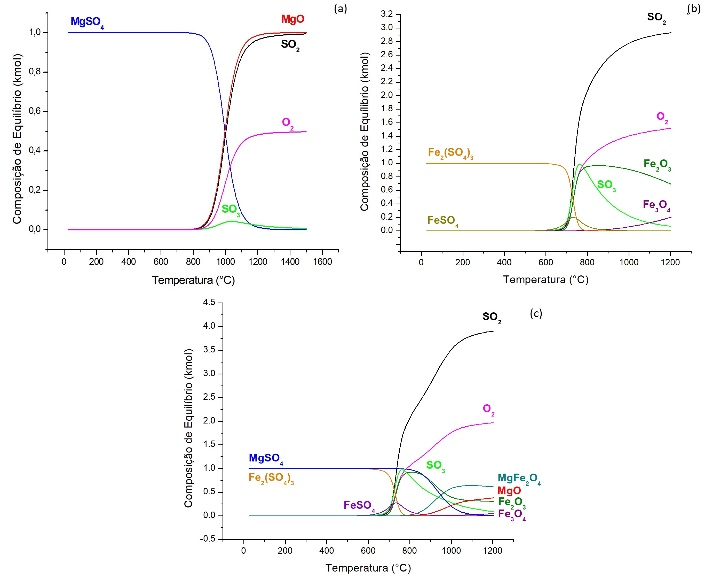 (a)
MgSO4
MgO
SO2
O2
SO3
1,0
0,8
0,6
0,4
0,2
0,0
Composição de Equilíbrio (kmol)
0 200 400 600 800 1000 1200 1400 1600
Temperatura (°C)
(b)
SO2
O2
Fe2(SO4)3
Fe2O3
SO3
Fe3O4
FeSO4
3.2
3.0
2.8
2.6
2.4
2.2
2.0
1.8
1.6
1.4
1.2
1.0
0.8
0.6
0.4
0.2
0.0
Composição de Equilíbrio (kmol)
0 200 400 600 800 1000 1200
Temperatura (°C)
(c)
SO2
O2
MgSO4
SO3
Fe2(SO4)3
MgFe2O4
MgO
FeSO4
Fe2O3
Fe3O4
4.5
4.0
3.5
3.0
2.5
2.0
1.5
1.0
0.5
0.0
-0.5
Composição de Equilíbrio (kmol)
0 200 400 600 800 1000 1200
Temperatura (°C)